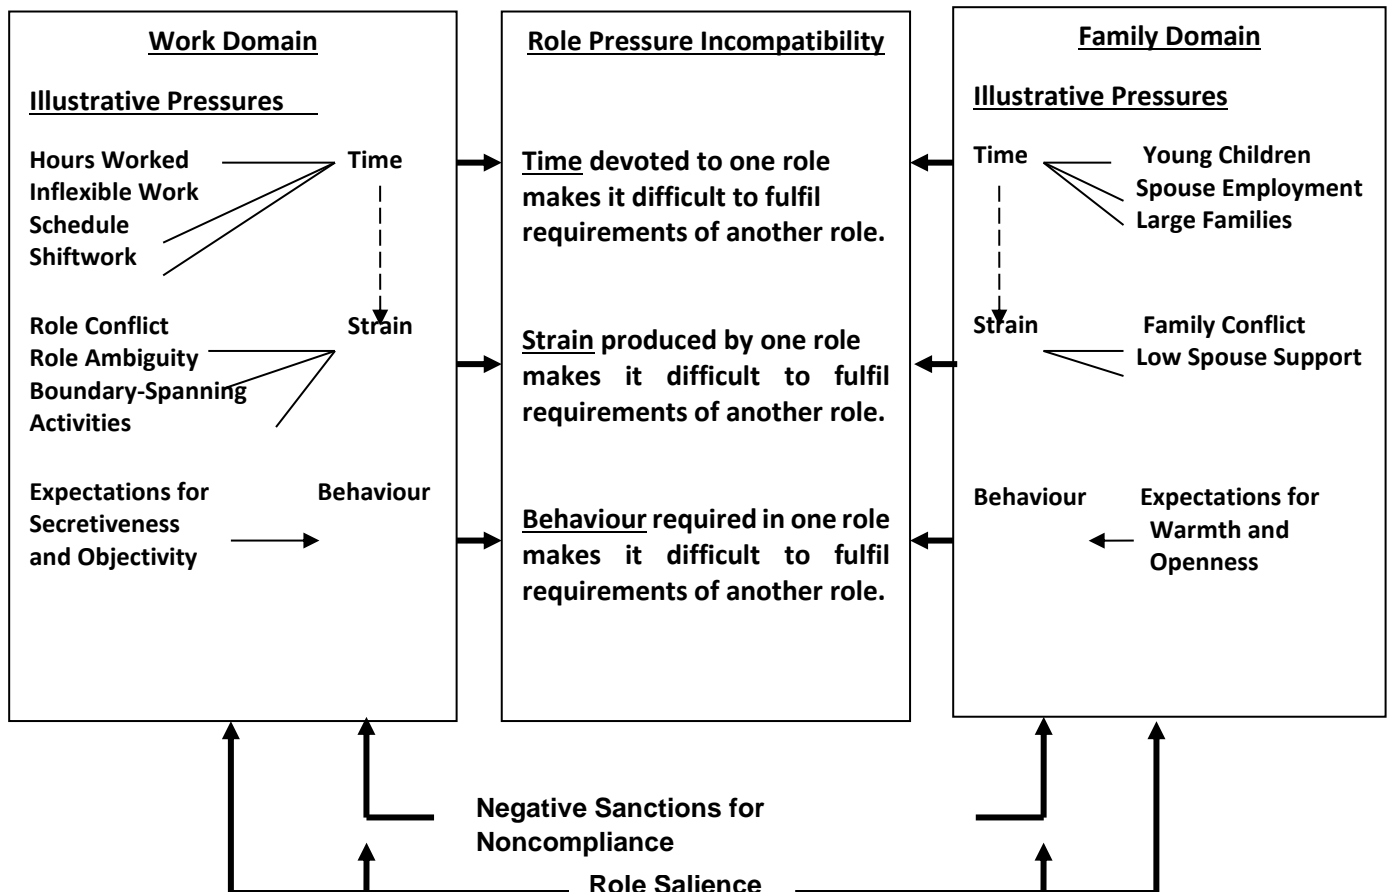 Work Domain
Illustrative Pressures
Hours Worked
Time
Inflexible Work
Schedule
Shiftwork
Role Conflict
Strain
Role Ambiguity
Boundary-Spanning
Activities
Expectations for
Behaviour
Secretiveness
and Objectivity
Role Pressure Incompatibility
Time devoted to one role
makes it difficult to fulfil
requirements of another role.
Strain produced by one role
makes it difficult to fulfil
requirements of another role.
Behaviour required in one role
makes it difficult to fulfil
requirements of another role.
Family Domain
Illustrative Pressures
Time
Young Children
Spouse Employment
Large Families
Strain
Family Conflict
Low Spouse Support
Behaviour
Expectations for
Warmth and
Openness
Negative Sanctions for
Noncompliance
Role Salience